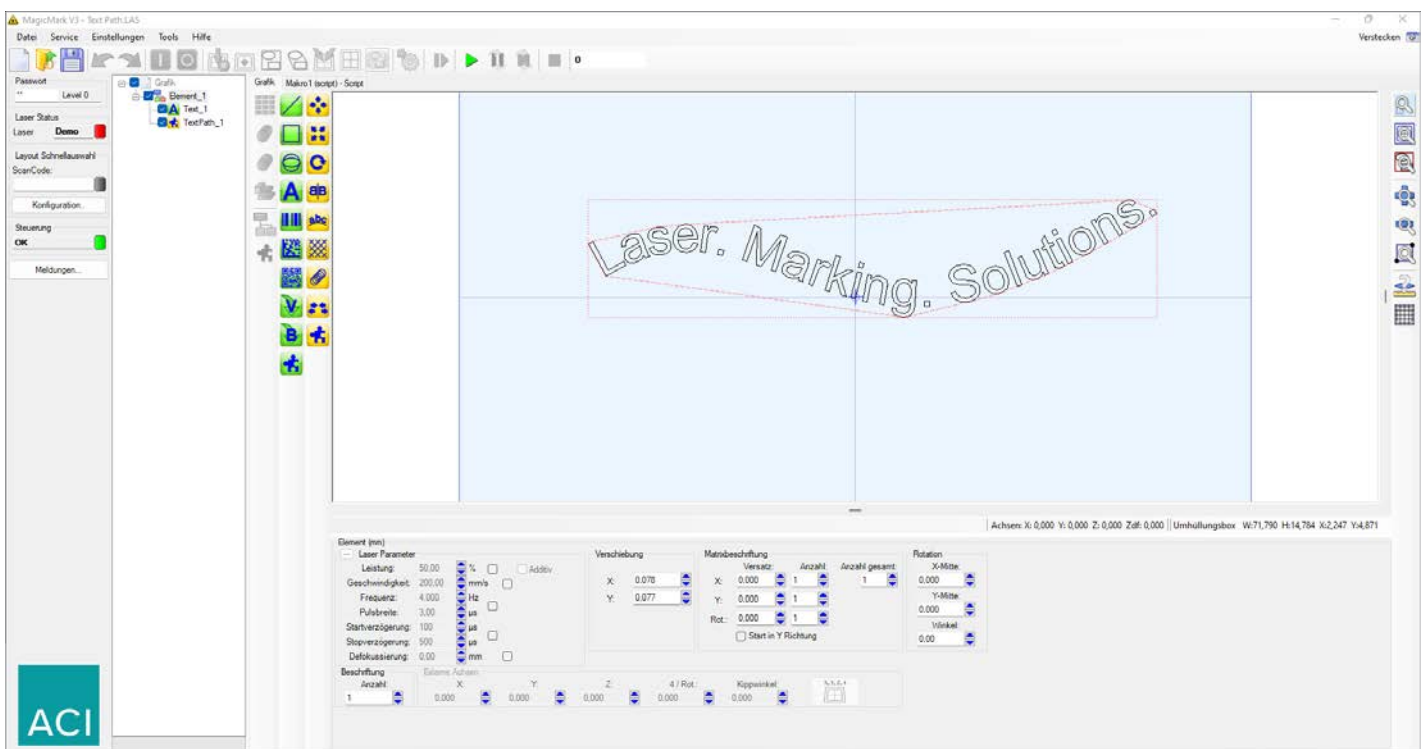 MagicMark V3 - Text Path.LAS
Datei Service Einstellungen Tools Hilfe
Verstecken
0
Passwort
** Level 0
Laser Status
Laser Demo
Layout Schnellauswahl
ScanCode:
Konfiguration...
Steuerung
OK
Meldungen...
Grafik
Element_1
Text_1
TextPath_1
Grafik Makro1 (script) - Script
Laser. Marking. Solutions.
Achsen: X: 0,000 Y: 0,000 Z: 0,000 Zdf: 0,000 Umhüllungsbox W:71,790 H:14,784 X:2,247 Y:4,871
Element (mm)
Laser Parameter
Leistung: 50,00 % Additiv
Geschwindigkeit: 200,00 mm/s
Frequenz: 4.000 Hz
Pulsbreite: 3,00 µs
Startverzögerung: 100 µs
Stopverzögerung: 500 µs
Defokussierung: 0,00 mm
Verschiebung
X: 0.078
Y: 0.077
Matrixbeschriftung
Versatz: Anzahl: Anzahl gesamt:
X: 0.000 1 1
Y: 0.000 1
Rot.: 0.000 1
Start in Y Richtung
Rotation
X-Mitte:
0.000
Y-Mitte:
0.000
Winkel:
0.00
Beschriftung
Anzahl:
1
Externe Achsen
X: Y: Z: 4 / Rot.: Kippwinkel:
0.000 0.000 0.000 0.000 0.000
ACI